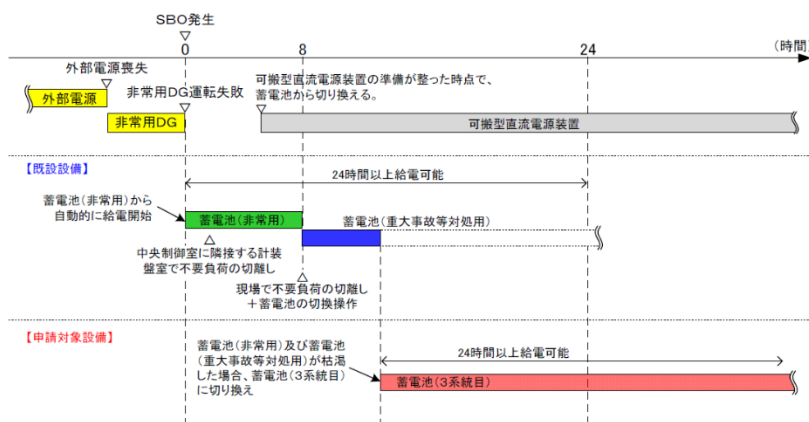 SBO発生
0
8
24
(時間)
外部電源喪失
非常用DG運転失敗
可搬型直流電源装置の準備が整った時点で、
蓄電池から切り換える。
外部電源
非常用DG
可搬型直流電源装置
【既設設備】
24時間以上給電可能
蓄電池(非常用)から
自動的に給電開始
蓄電池(非常用)
蓄電池(重大事故等対処用)
中央制御室に隣接する計装
盤室で不要負荷の切離し
現場で不要負荷の切離し
+蓄電池の切換操作
【申請対象設備】
蓄電池(非常用)及び蓄電池
(重大事故等対処用)が枯渇
した場合、蓄電池(3系統目)
に切り換え
24時間以上給電可能
蓄電池(3系統目)